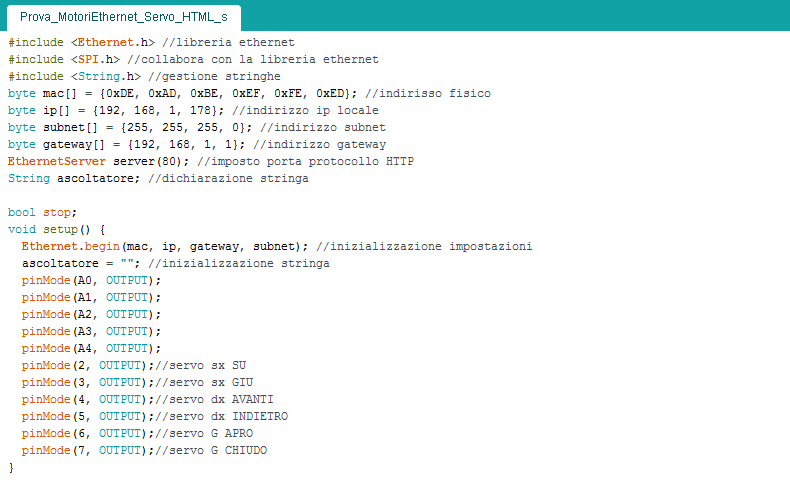 Prova_MotoriEthernet_Servo_HTML_s
#include <Ethernet.h> //libreria ethernet
#include <SPI.h> //collabora con la libreria ethernet
#include <String.h> //gestione stringhe
byte mac[] = {0xDE, 0xAD, 0xBE, 0xEF, 0xFE, 0xED}; //indirisso fisico
byte ip[] = {192, 168, 1, 178}; //indirizzo ip locale
byte subnet[] = {255, 255, 255, 0}; //indirizzo subnet
byte gateway[] = {192, 168, 1, 1}; //indirizzo gateway
EthernetServer server(80); //imposto porta protocollo HTTP
String ascoltatore; //dichiarazione stringa

bool stop;
void setup() {
  Ethernet.begin(mac, ip, gateway, subnet); //inizializzazione impostazioni
  ascoltatore = ""; //inizializzazione stringa
  pinMode(A0, OUTPUT);
  pinMode(A1, OUTPUT);
  pinMode(A2, OUTPUT);
  pinMode(A3, OUTPUT);
  pinMode(A4, OUTPUT);
  pinMode(2, OUTPUT);//servo sx SU
  pinMode(3, OUTPUT);//servo sx GIU
  pinMode(4, OUTPUT);//servo dx AVANTI
  pinMode(5, OUTPUT);//servo dx INDIETRO
  pinMode(6, OUTPUT);//servo G APRO
  pinMode(7, OUTPUT);//servo G CHIUDO
}